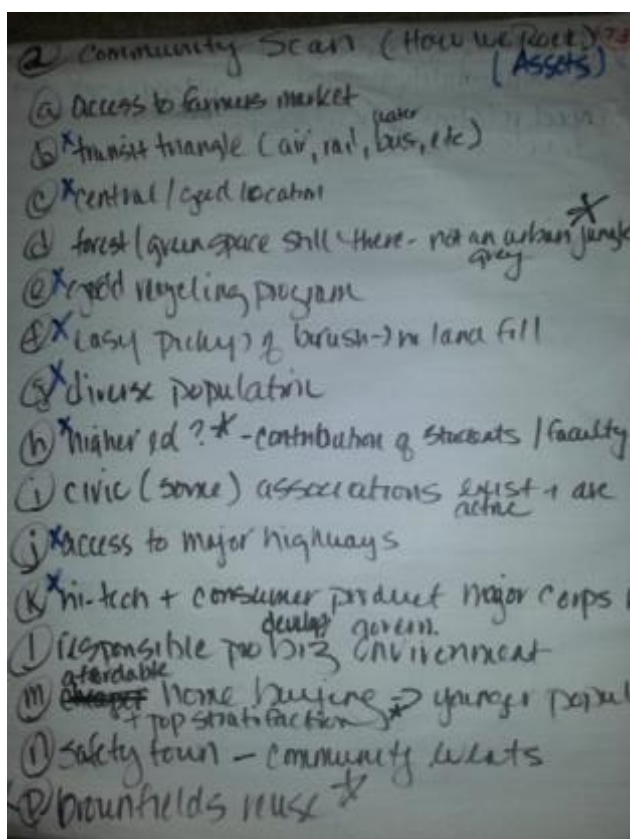 2 Community Scan (How we Rock)
(Assets)
a access to farmers market
b x transit triangle (air, rail, water bus, etc)
c x central / good location
d forest / green space still there - not an urban jungle
grey
e x good recycling program
f x easy pickup of brush -> land fill
g x diverse population
h x higher ed ? * - contribution of students / faculty
i civic (some) associations exist + are
active
j x access to major highways
k x hi-tech + consumer product major corps
develop govern.
l responsible pro biz environment
affordable
m home buying -> younger popul
+ pop stratifaction *
n safety town - community events
p brownfields reuse *